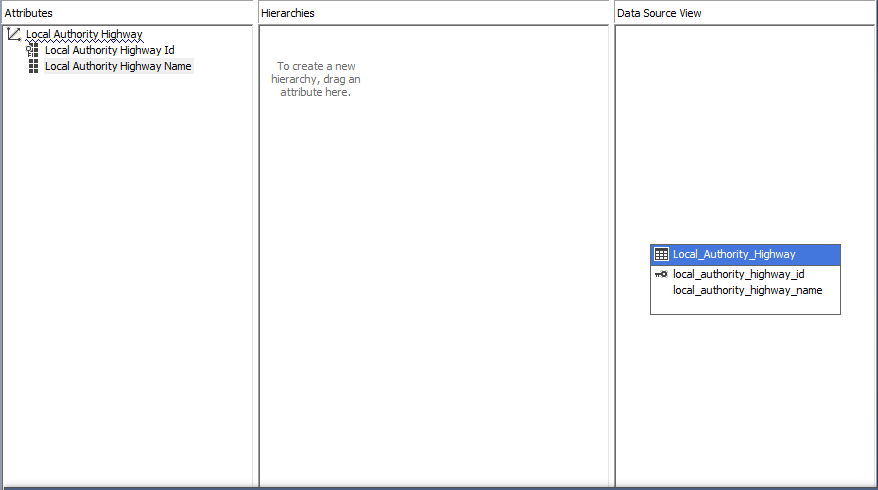 Attributes
Local Authority Highway
Local Authority Highway Id
Local Authority Highway Name
Hierarchies
To create a new
hierarchy, drag an
attribute here.
Data Source View
Local_Authority_Highway
local_authority_highway_id
local_authority_highway_name